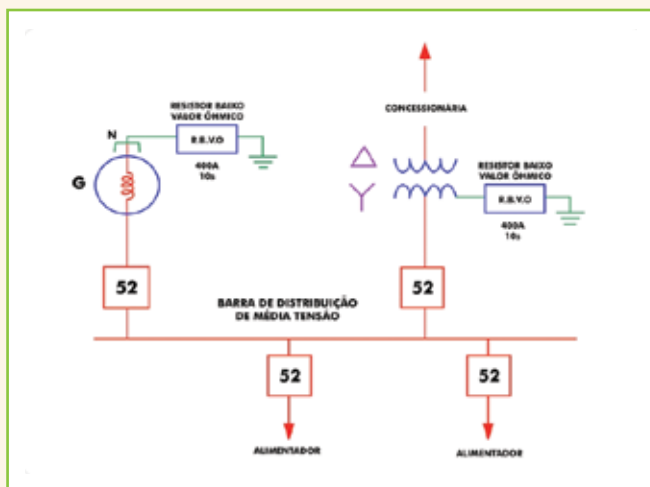 CONCESSIONÁRIA
RESISTOR BAIXO
VALOR ÔHMICO
N
R.B.V.O
400A
10s
G
RESISTOR BAIXO
VALOR ÔHMICO
R.B.V.O
400A
10s
52
52
BARRA DE DISTRIBUIÇÃO
DE MÉDIA TENSÃO
52
52
ALIMENTADOR
ALIMENTADOR